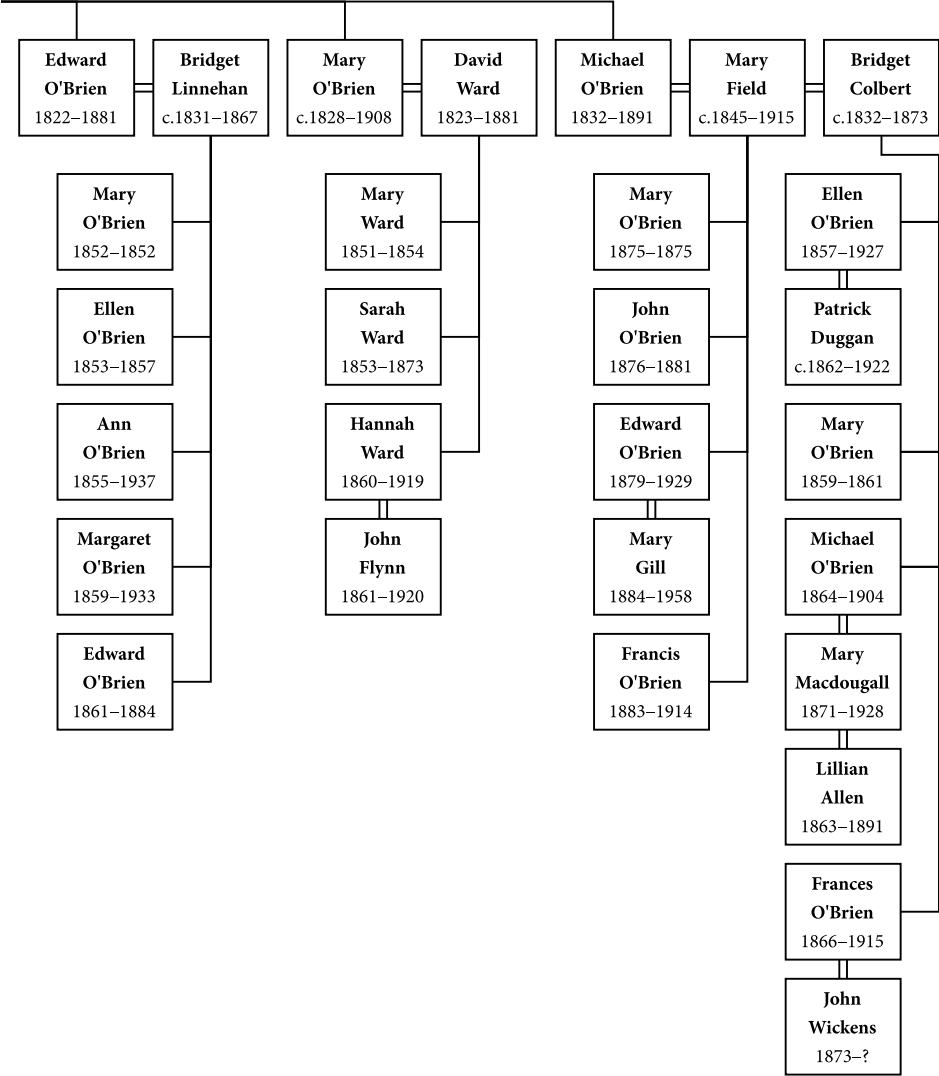 Edward
O'Brien
1822–1881
Bridget
Linnehan
c.1831–1867
Mary
O'Brien
c.1828–1908
David
Ward
1823–1881
Michael
O'Brien
1832–1891
Mary
Field
c.1845–1915
Bridget
Colbert
c.1832–1873
Mary
O'Brien
1852–1852
Ellen
O'Brien
1853–1857
Ann
O'Brien
1855–1937
Margaret
O'Brien
1859–1933
Edward
O'Brien
1861–1884
Mary
Ward
1851–1854
Sarah
Ward
1853–1873
Hannah
Ward
1860–1919
John
Flynn
1861–1920
Mary
O'Brien
1875–1875
John
O'Brien
1876–1881
Edward
O'Brien
1879–1929
Mary
Gill
1884–1958
Francis
O'Brien
1883–1914
Ellen
O'Brien
1857–1927
Patrick
Duggan
c.1862–1922
Mary
O'Brien
1859–1861
Michael
O'Brien
1864–1904
Mary
Macdougall
1871–1928
Lillian
Allen
1863–1891
Frances
O'Brien
1866–1915
John
Wickens
1873–?